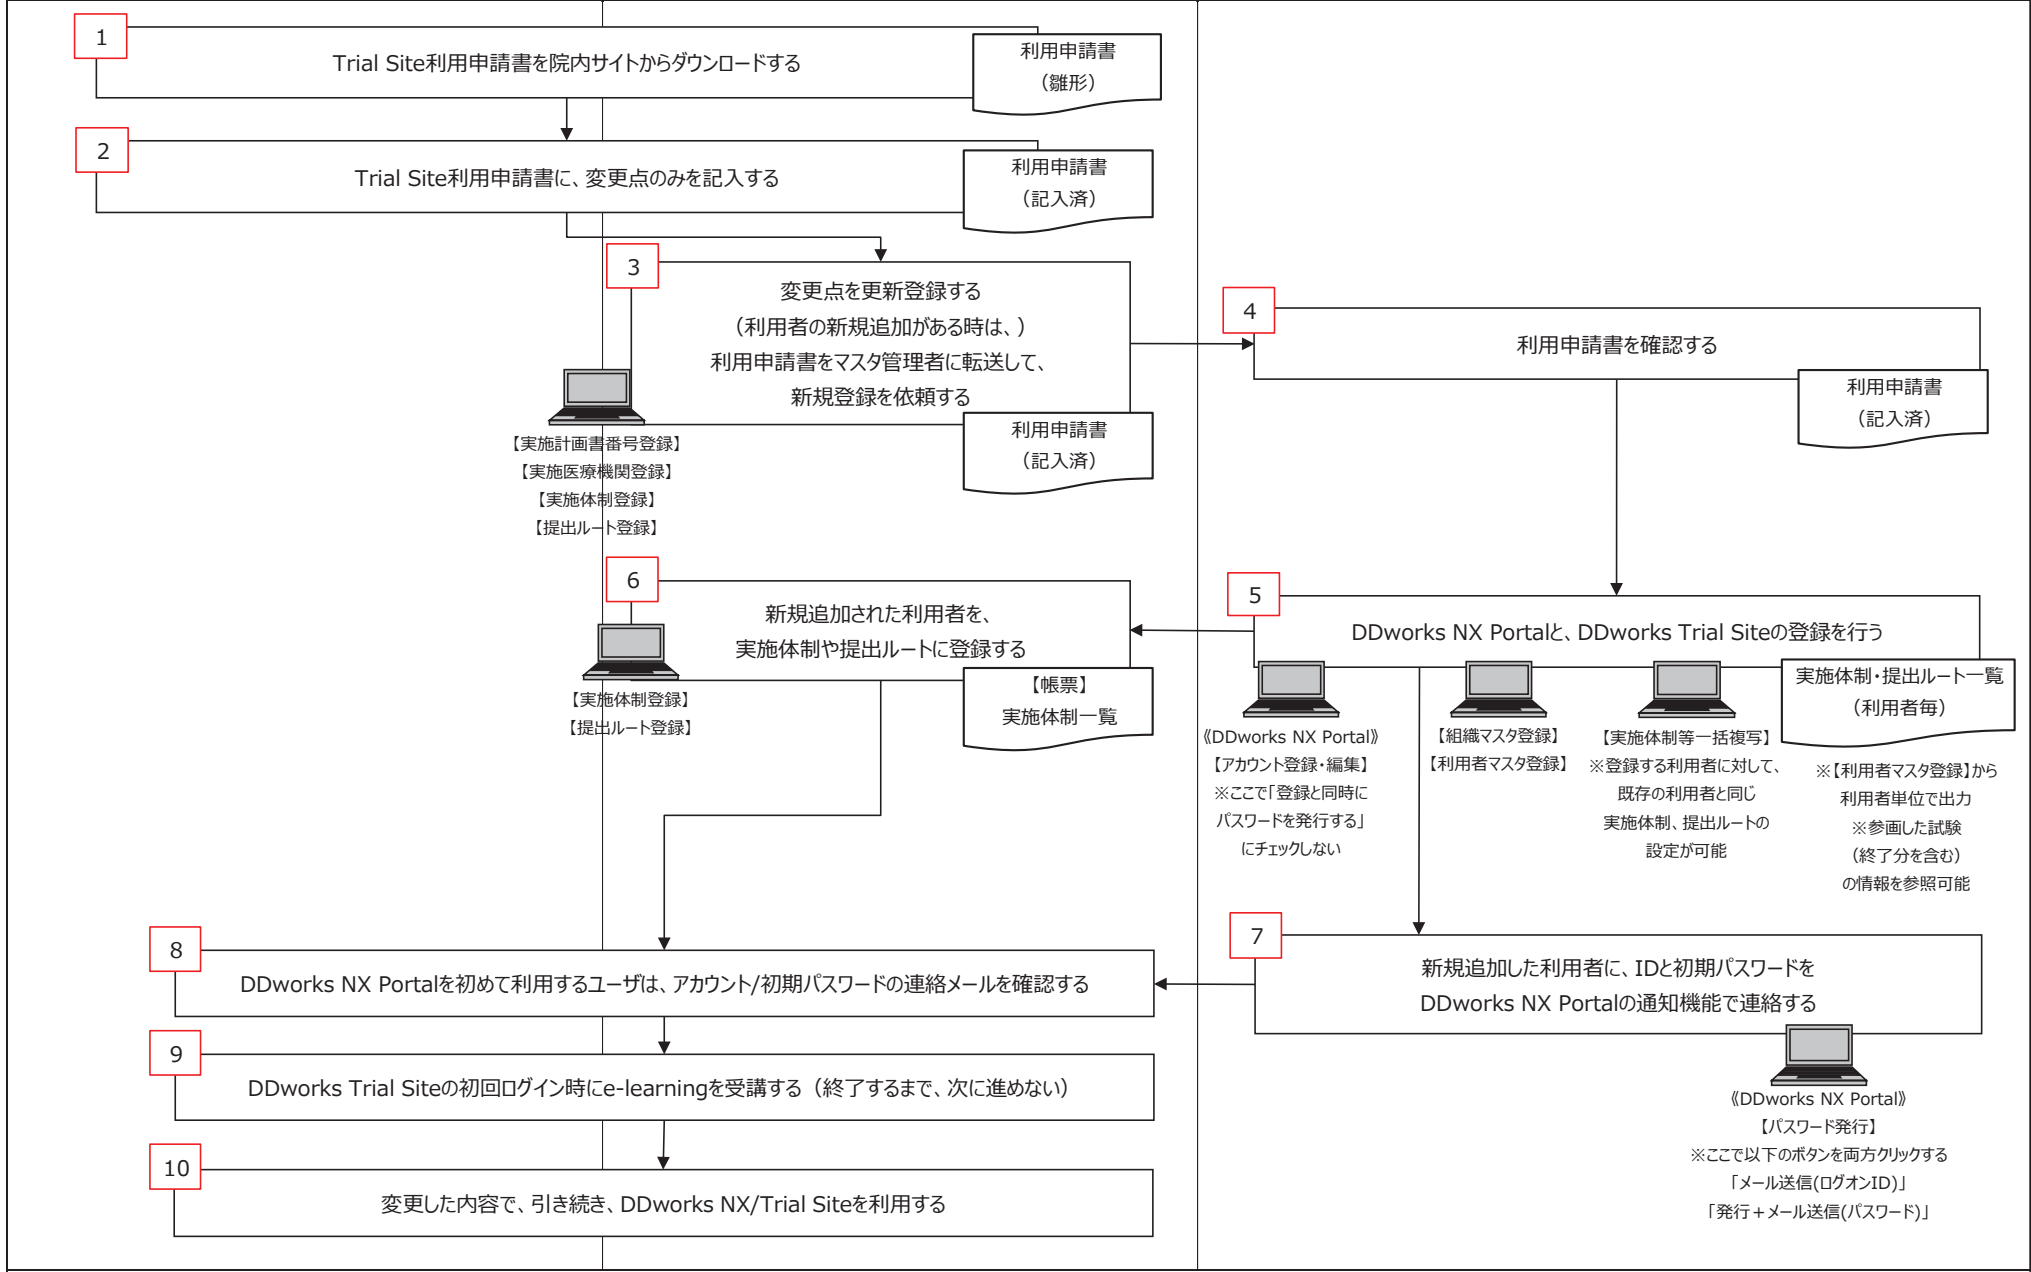 1
Trial Site利用申請書を院内サイトからダウンロードする
利用申請書
（雛形）
2
Trial Site利用申請書に、変更点のみを記入する
利用申請書
（記入済）
3
変更点を更新登録する
（利用者の新規追加がある時は、）
利用申請書をマスタ管理者に転送して、
新規登録を依頼する
利用申請書
（記入済）
【実施計画書番号登録】
【実施医療機関登録】
【実施体制登録】
【提出ルート登録】
4
利用申請書を確認する
利用申請書
（記入済）
5
DDworks NX Portalと、DDworks Trial Siteの登録を行う
実施体制・提出ルート一覧
（利用者毎）
《DDworks NX Portal》
【アカウント登録・編集】
※ここで「登録と同時に
パスワードを発行する」
にチェックしない
【組織マスタ登録】
【利用者マスタ登録】
【実施体制等一括複写】
※登録する利用者に対して、
既存の利用者と同じ
実施体制、提出ルートの
設定が可能
※【利用者マスタ登録】から
利用者単位で出力
※参画した試験
（終了分を含む）
の情報を参照可能
6
新規追加された利用者を、
実施体制や提出ルートに登録する
【帳票】
実施体制一覧
【実施体制登録】
【提出ルート登録】
7
新規追加した利用者に、IDと初期パスワードを
DDworks NX Portalの通知機能で連絡する
《DDworks NX Portal》
【パスワード発行】
※ここで以下のボタンを両方クリックする
「メール送信(ログオンID)」
「発行＋メール送信(パスワード)」
8
DDworks NX Portalを初めて利用するユーザは、アカウント/初期パスワードの連絡メールを確認する
9
DDworks Trial Siteの初回ログイン時にe-learningを受講する（終了するまで、次に進めない）
10
変更した内容で、引き続き、DDworks NX/Trial Siteを利用する